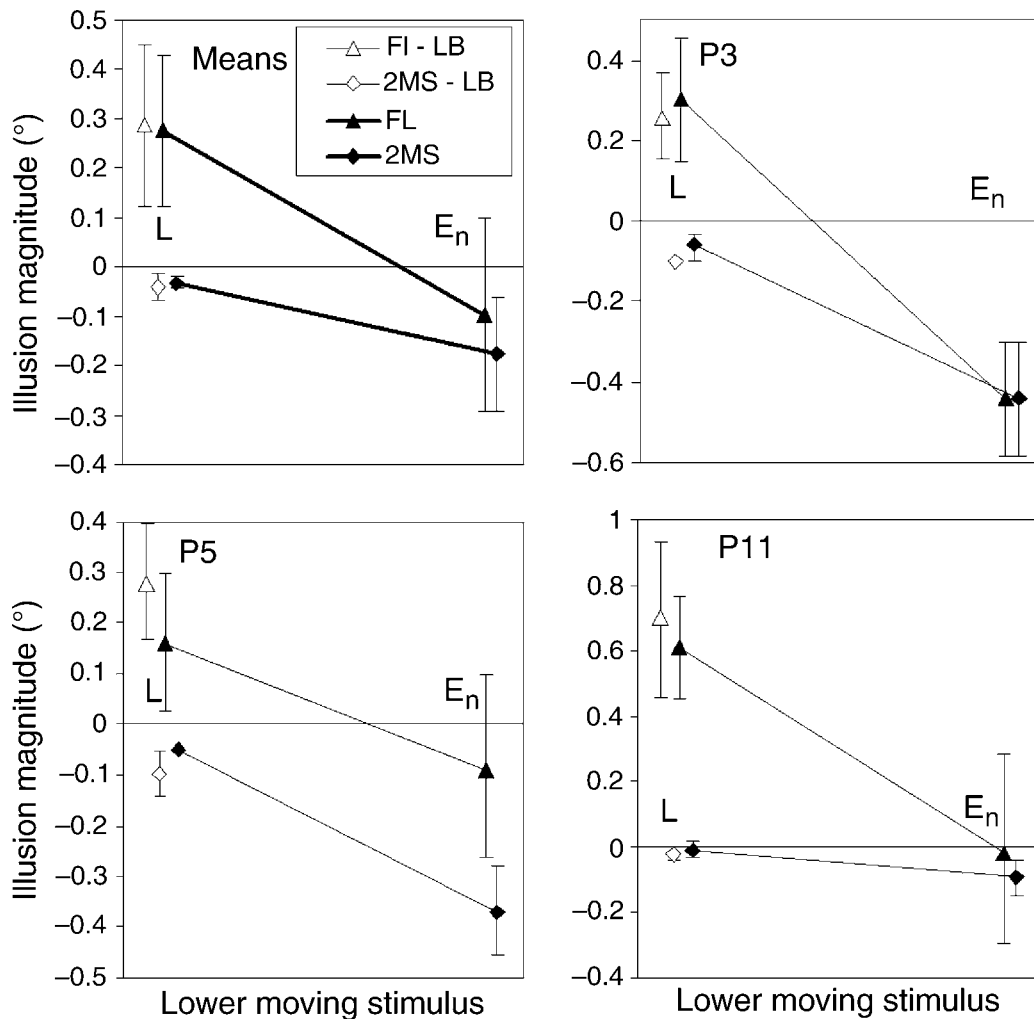 Means
FI - LB
2MS - LB
FL
2MS
0.5
0.4
0.3
0.2
0.1
0
–0.1
–0.2
–0.3
–0.4
L
En
Illusion magnitude (°)
P3
0.4
0.2
0
–0.2
–0.4
–0.6
L
En
P5
0.4
0.3
0.2
0.1
0
–0.1
–0.2
–0.3
–0.4
–0.5
L
En
Illusion magnitude (°)
Lower moving stimulus
P11
1
0.8
0.6
0.4
0.2
0
–0.2
–0.4
L
En
Lower moving stimulus